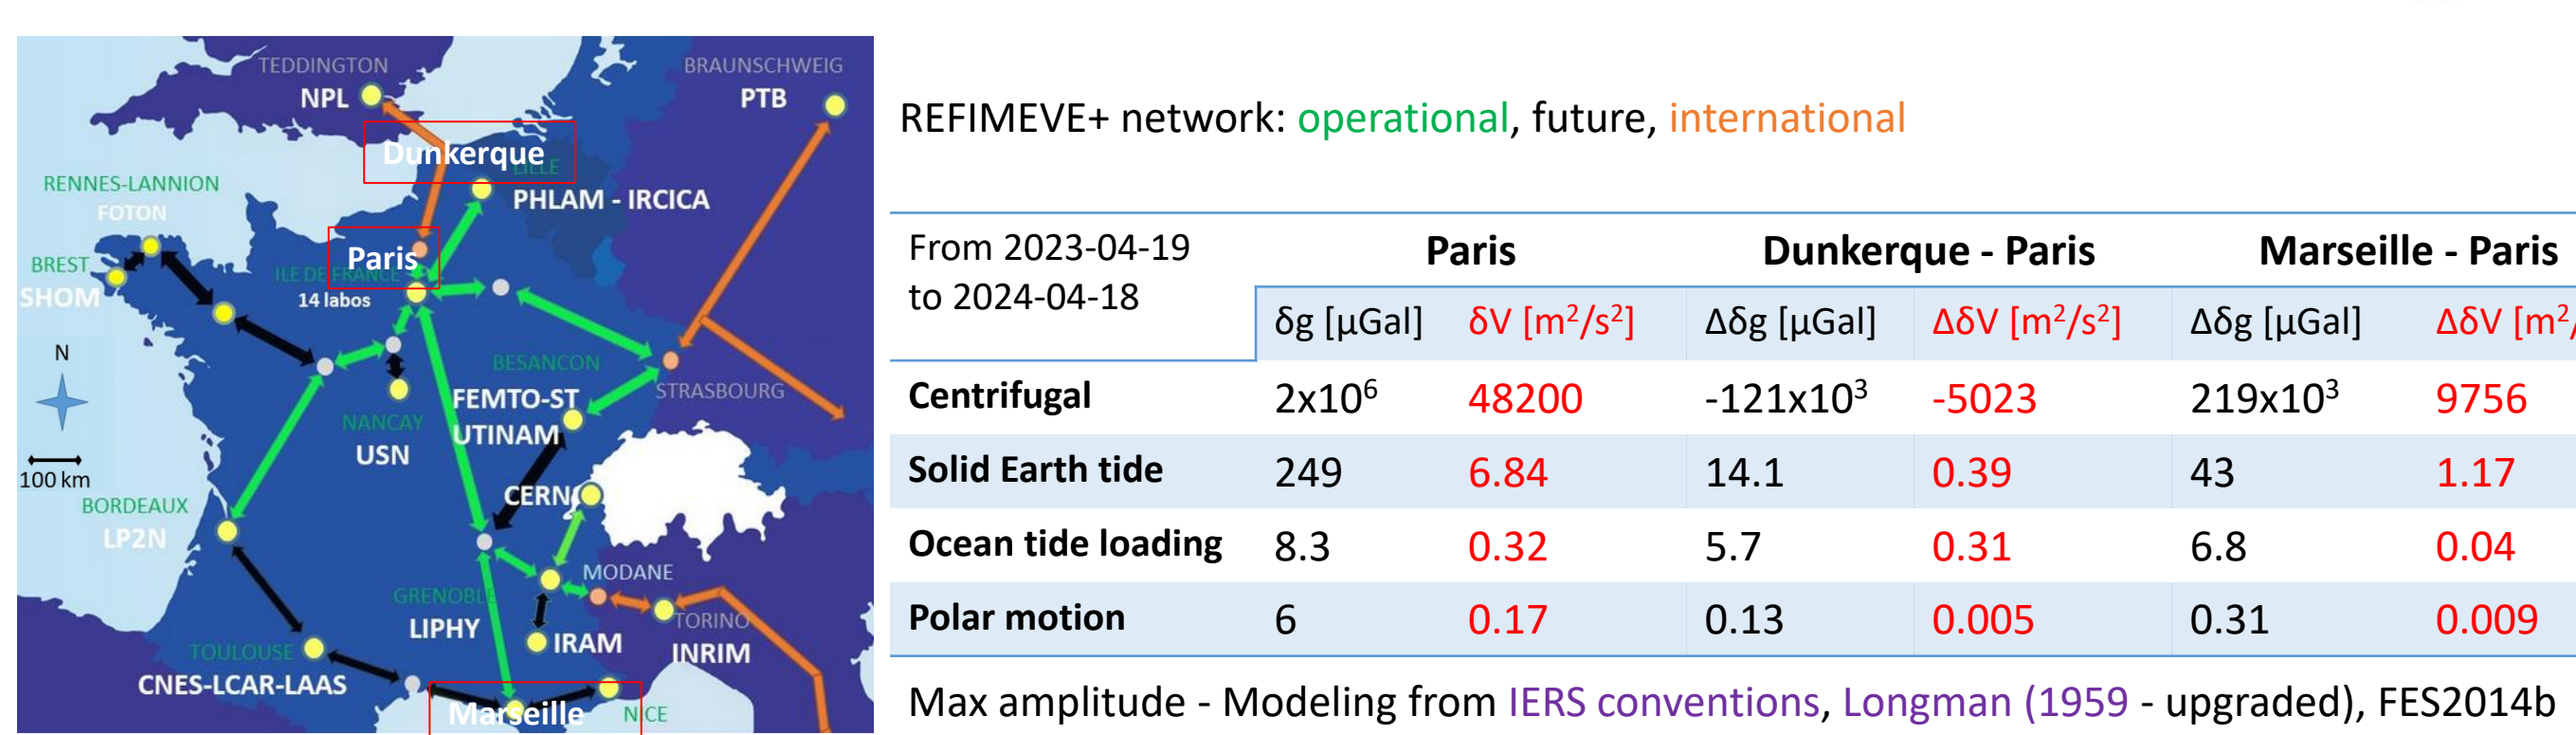 TEDDINGTON
NPL
BRAUNSCHWEIG
PTB
Dunkerque
LILLE
PHLAM - IRCICA
RENNES-LANNION
FOTON
BREST
SHOM
Paris
ILE DE FRANCE
14 labos
N
100 km
NANCAY
USN
BESANCON
FEMTO-ST
UTINAM
STRASBOURG
CERN
BORDEAUX
LP2N
MODANE
GRENOBLE
LIPHY
IRAM
TORINO
INRIM
TOULOUSE
CNES-LCAR-LAAS
Marseille
NICE
REFIMEVE+ network: operational, future, international
From 2023-04-19 to 2024-04-18
Paris Dunkerque - Paris Marseille - Paris
δg [µGal] δV [m²/s²] Δδg [µGal] ΔδV [m²/s²] Δδg [µGal] ΔδV [m²/
Centrifugal 2x10⁶ 48200 -121x10³ -5023 219x10³ 9756
Solid Earth tide 249 6.84 14.1 0.39 43 1.17
Ocean tide loading 8.3 0.32 5.7 0.31 6.8 0.04
Polar motion 6 0.17 0.13 0.005 0.31 0.009
Max amplitude - Modeling from IERS conventions, Longman (1959 - upgraded), FES2014b